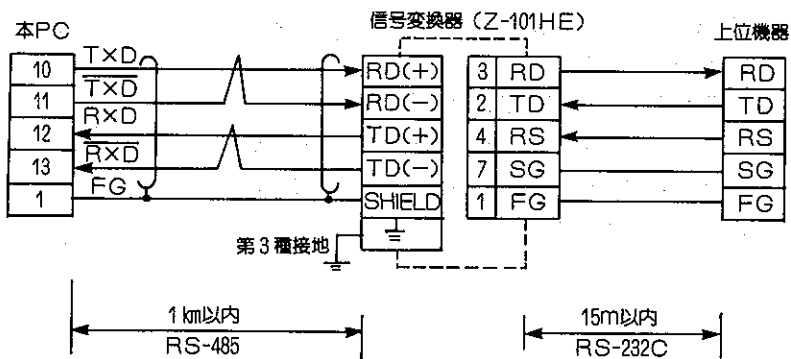 信号変換器(Z-101HE)
本PC
上位機器
10 TXD RD(+) 3 RD RD
11 T̅X̅D̅ RD(-) 2 TD TD
12 RXD TD(+) 4 RS RS
13 R̅X̅D̅ TD(-) 7 SG SG
1 FG SHIELD 1 FG FG
第3種接地
1km以内
RS-485
15m以内
RS-232C